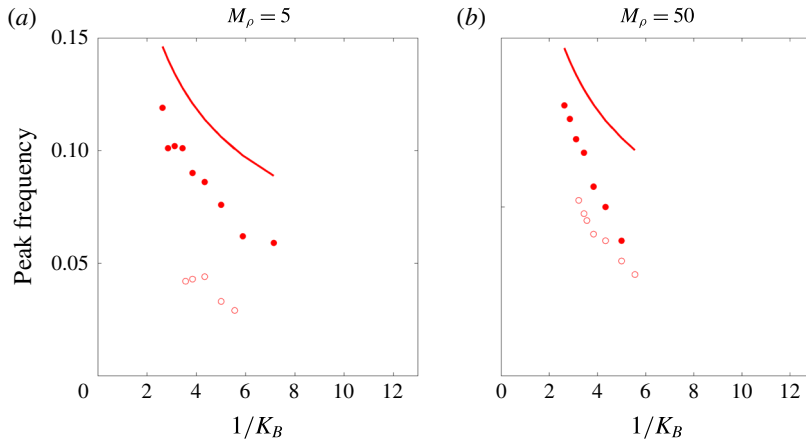 (a) Mρ = 5 (b) Mρ = 50
0.15
0.10
Peak frequency
0.05
0 2 4 6 8 10 12 0 2 4 6 8 10 12
1/KB 1/KB